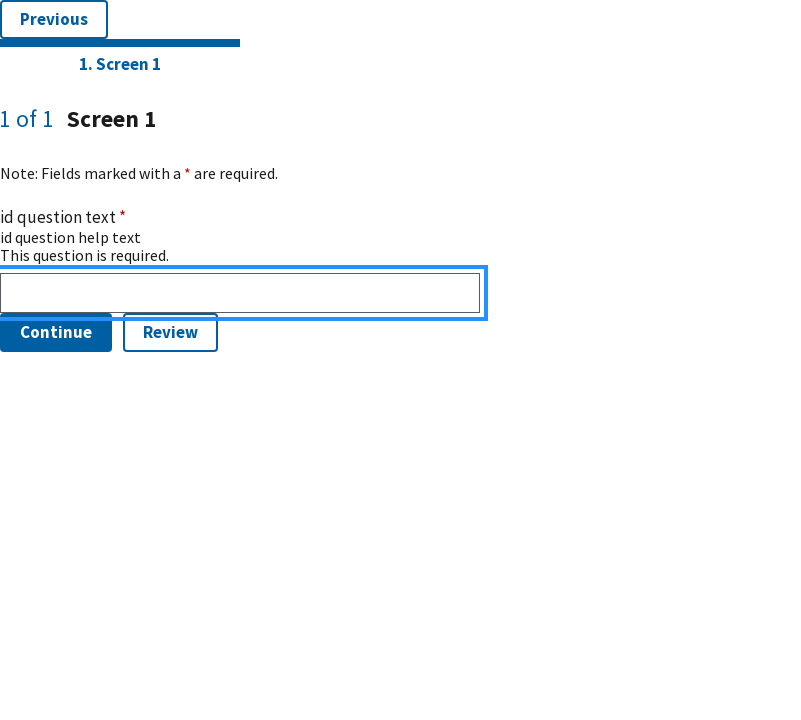 Previous
1. Screen 1
1 of 1 Screen 1
Note: Fields marked with a * are required.
id question text *
id question help text
This question is required.
Continue Review